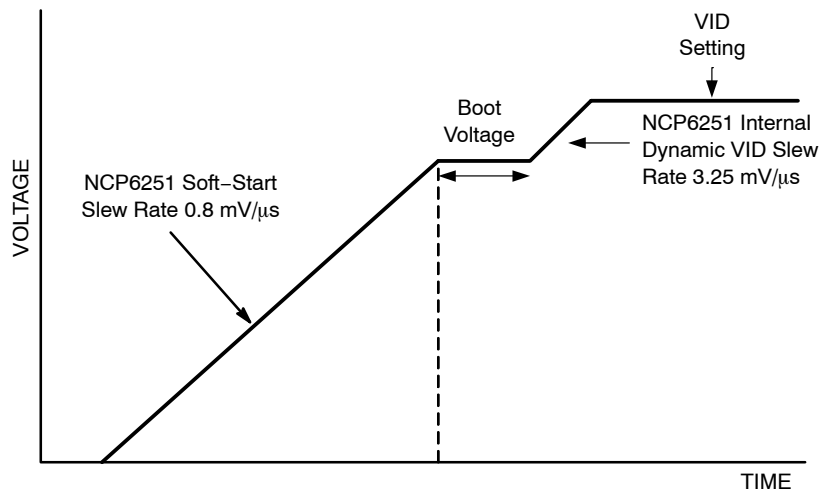 VID
Setting
Boot
Voltage
NCP6251 Internal
Dynamic VID Slew
Rate 3.25 mV/μs
NCP6251 Soft−Start
Slew Rate 0.8 mV/μs
VOLTAGE
TIME